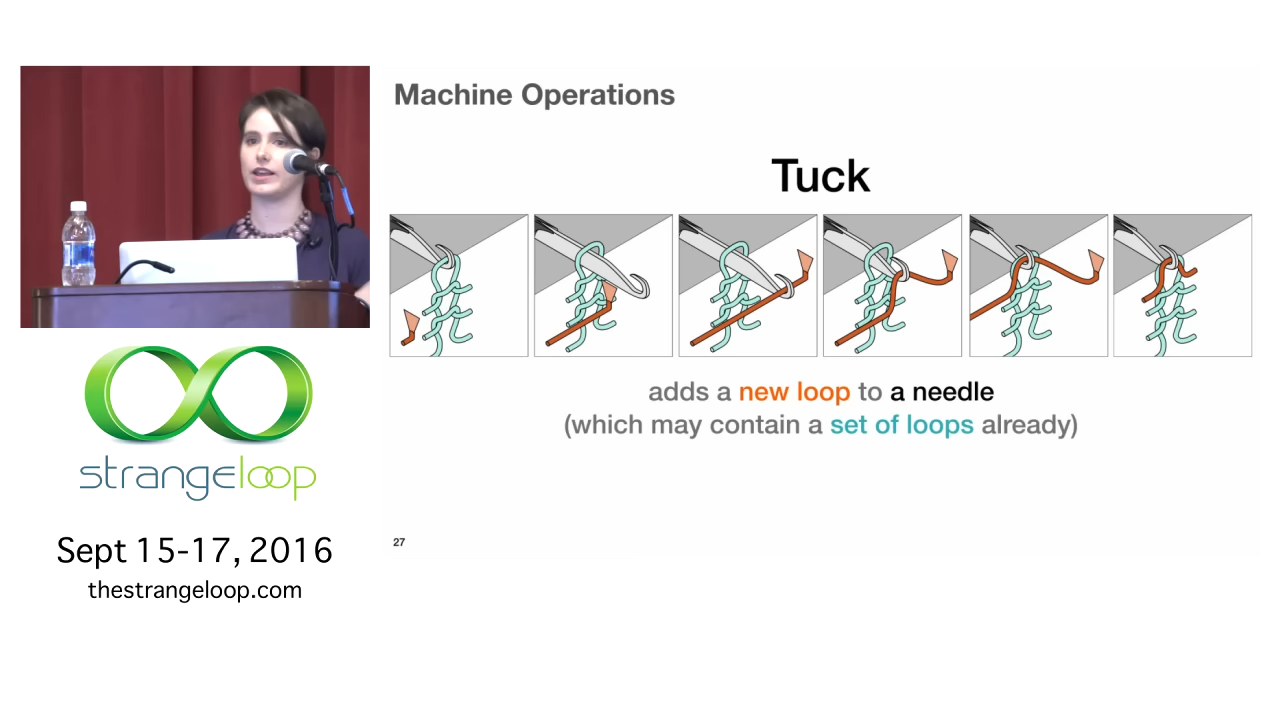 Machine Operations
Tuck
adds a new loop to a needle
(which may contain a set of loops already)
27
strangeloop
Sept 15-17, 2016
thestrangeloop.com